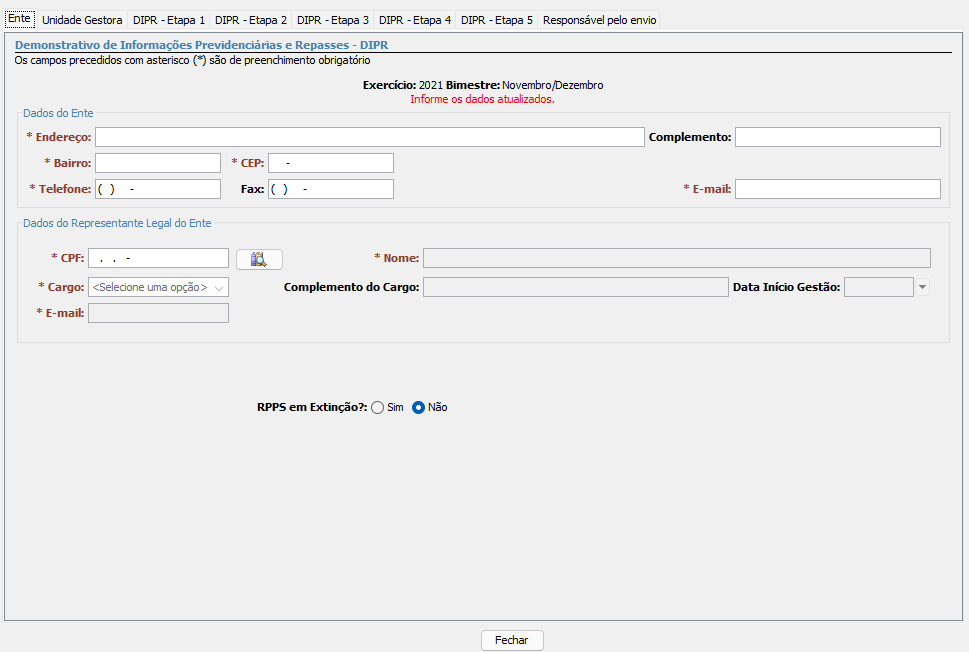 Ente Unidade Gestora DIPR - Etapa 1 DIPR - Etapa 2 DIPR - Etapa 3 DIPR - Etapa 4 DIPR - Etapa 5 Responsável pelo envio
Demonstrativo de Informações Previdenciárias e Repasses - DIPR
Os campos precedidos com asterisco (*) são de preenchimento obrigatório
Exercício: 2021 Bimestre: Novembro/Dezembro
Informe os dados atualizados.
Dados do Ente
* Endereço: Complemento:
* Bairro: * CEP: -
* Telefone: ( ) - Fax: ( ) - * E-mail:
Dados do Representante Legal do Ente
* CPF: . . - * Nome:
* Cargo: <Selecione uma opção> Complemento do Cargo: Data Início Gestão:
* E-mail:
RPPS em Extinção?: Sim Não
Fechar